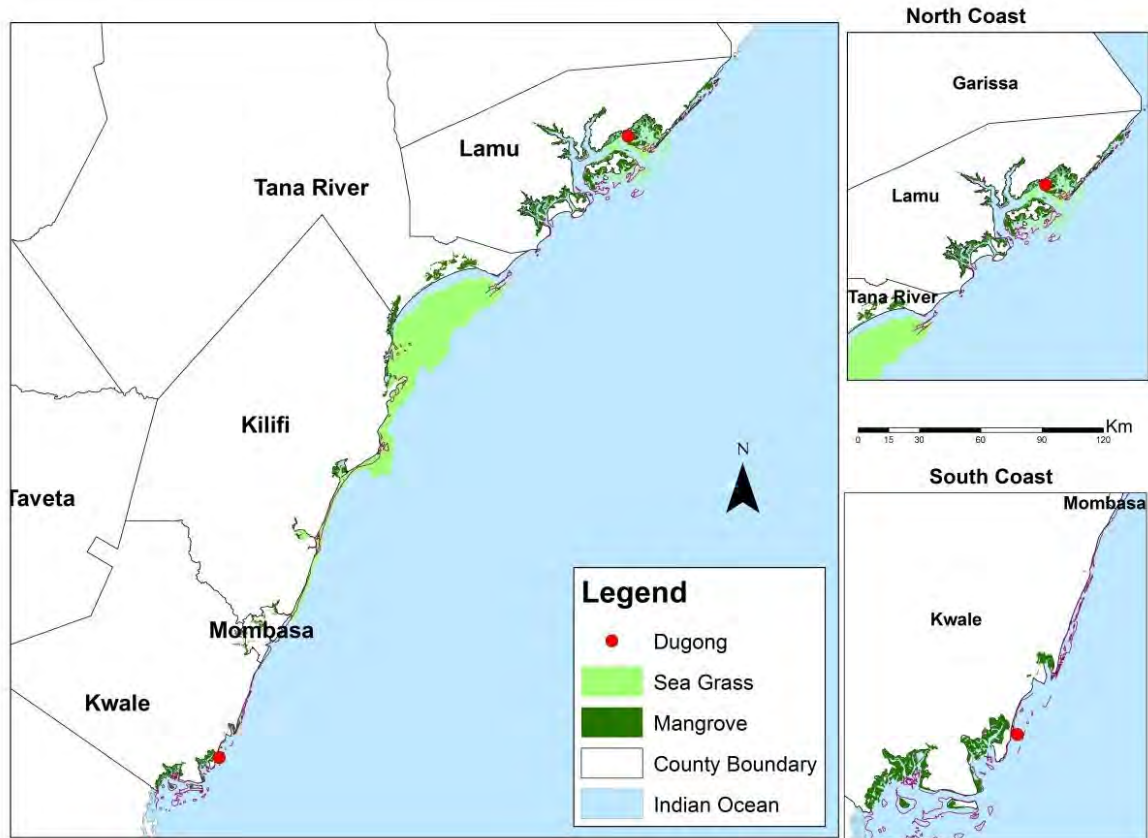 Lamu
Tana River
Kilifi
Taveta
Mombasa
Kwale
N
Legend
Dugong
Sea Grass
Mangrove
County Boundary
Indian Ocean
North Coast
Garissa
Lamu
Tana River
0 15 30 60 90 120 Km
South Coast
Mombasa
Kwale